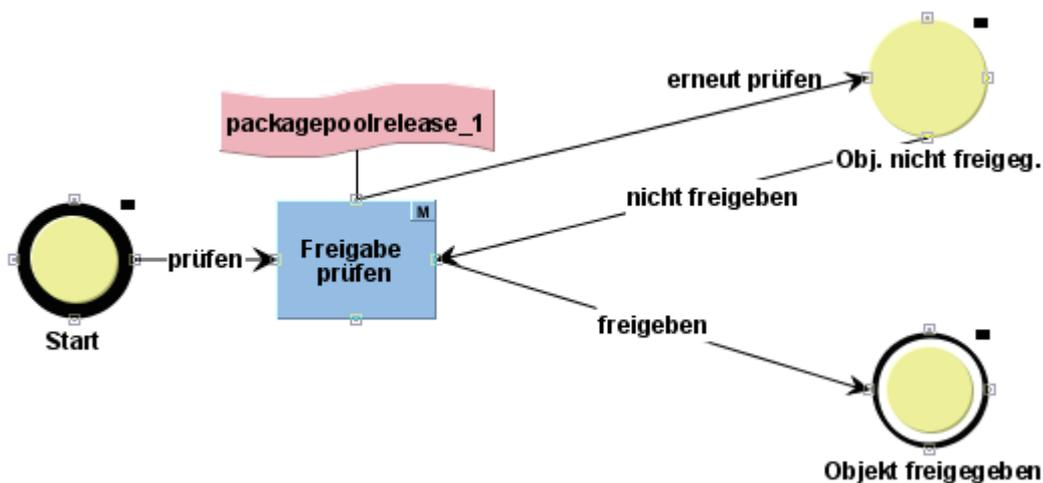 erneut prüfen
packagepoolrelease_1
Obj. nicht freigeg.
nicht freigeben
M
Freigabe
prüfen
prüfen
freigeben
Start
Objekt freigegeben